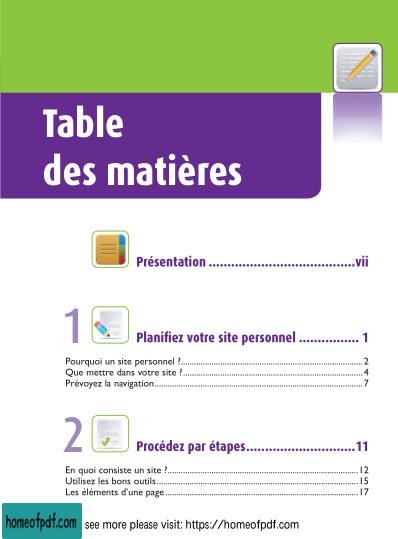 Table
des matières
Présentation .......................................vii
1
Planifiez votre site personnel ................ 1
Pourquoi un site personnel ?.......................................................................... 2
Que mettre dans votre site ?......................................................................... 4
Prévoyez la navigation.................................................................................... 7
2
Procédez par étapes.............................11
En quoi consiste un site ?............................................................................. 12
Utilisez les bons outils.................................................................................. 15
Les éléments d'une page .............................................................................. 17
homeofpdf.com see more please visit: https://homeofpdf.com